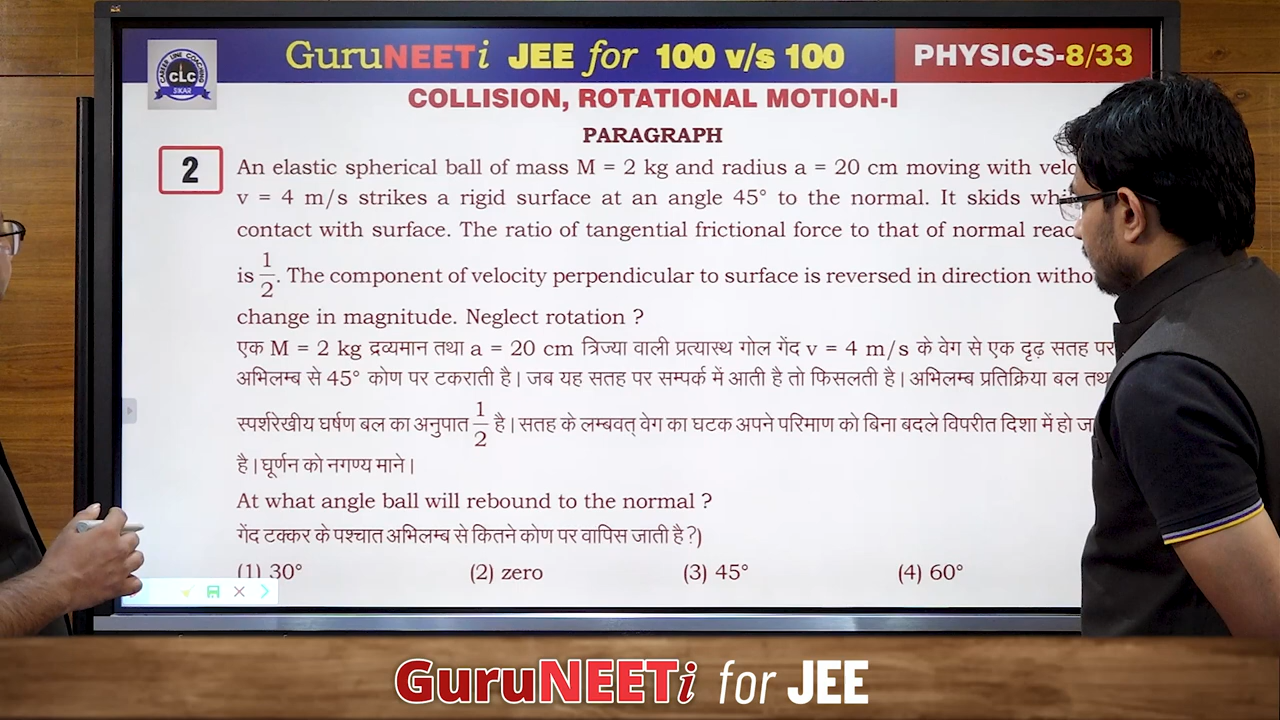 GuruNEETi JEE for 100 v/s 100
PHYSICS-8/33
CAREER LINE COACHING
CLC
SIKAR
COLLISION, ROTATIONAL MOTION-I
PARAGRAPH
2
An elastic spherical ball of mass M = 2 kg and radius a = 20 cm moving with
v = 4 m/s strikes a rigid surface at an angle 45° to the normal. It skids
contact with surface. The ratio of tangential frictional force to that of normal
is 1/2. The component of velocity perpendicular to surface is reversed in direction
change in magnitude. Neglect rotation ?
एक M = 2 kg द्रव्यमान तथा a = 20 cm त्रिज्या वाली प्रत्यास्थ गोल गेंद v = 4 m/s के वेग से एक दृढ़ सतह पर
अभिलम्ब से 45° कोण पर टकराती है। जब यह सतह पर सम्पर्क में आती है तो फिसलती है। अभिलम्ब प्रतिक्रिया बल
स्पर्शरेखीय घर्षण बल का अनुपात 1/2 है। सतह के लम्बवत् वेग का घटक अपने परिमाण को बिना बदले विपरीत दिशा में हो
है। घूर्णन को नगण्य माने।
At what angle ball will rebound to the normal ?
गेंद टक्कर के पश्चात अभिलम्ब से कितने कोण पर वापिस जाती है?)
(1) 30° (2) zero (3) 45° (4) 60°
GuruNEETi for JEE